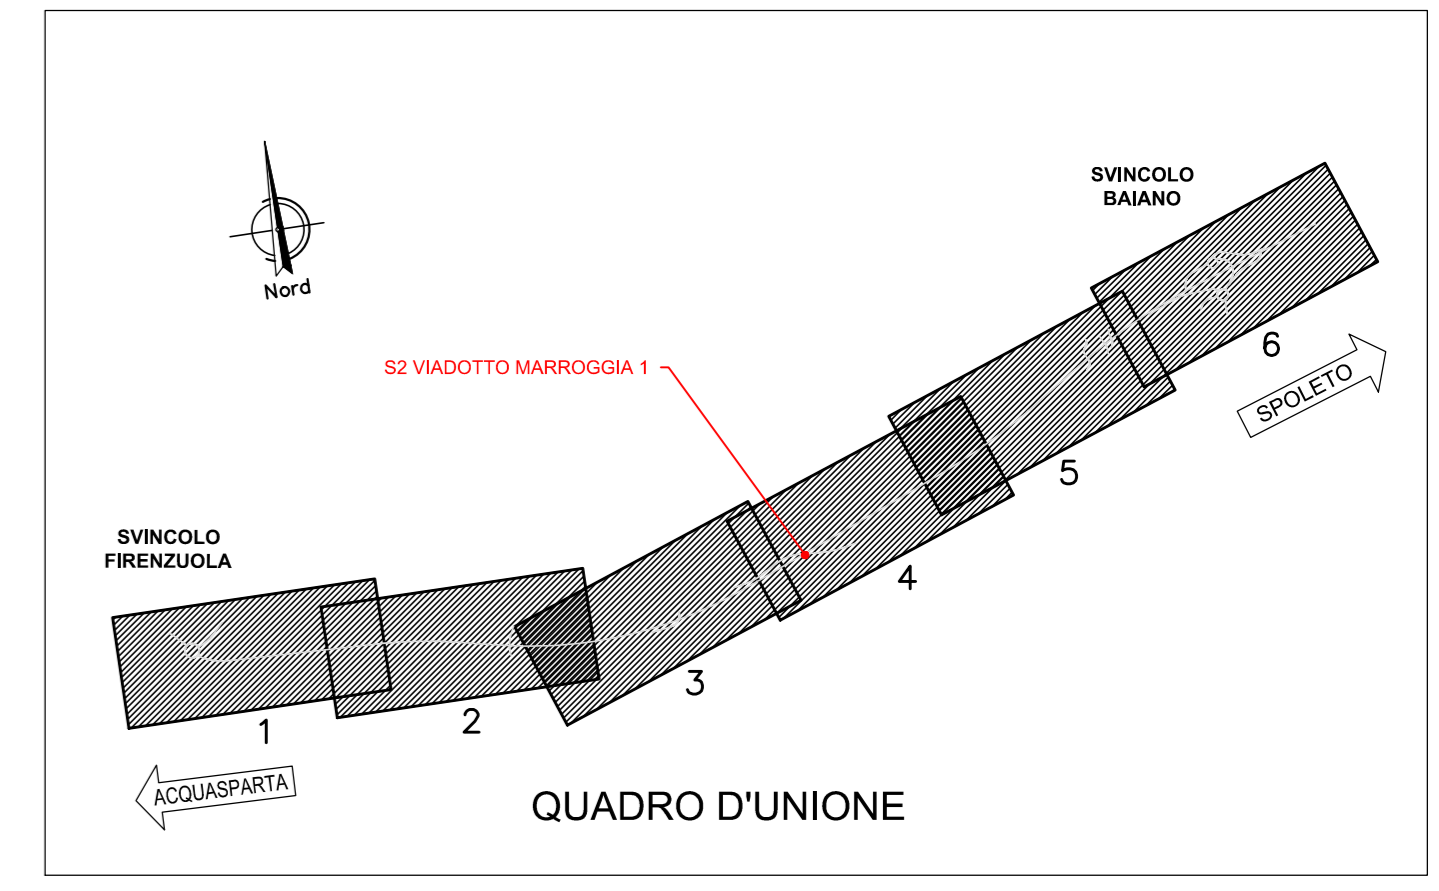 SVINCOLO
BAIANO
Nord
S2 VIADOTTO MARROGGIA 1
6
SPOLETO
5
SVINCOLO
FIRENZUOLA
4
3
2
1
ACQUASPARTA
QUADRO D'UNIONE